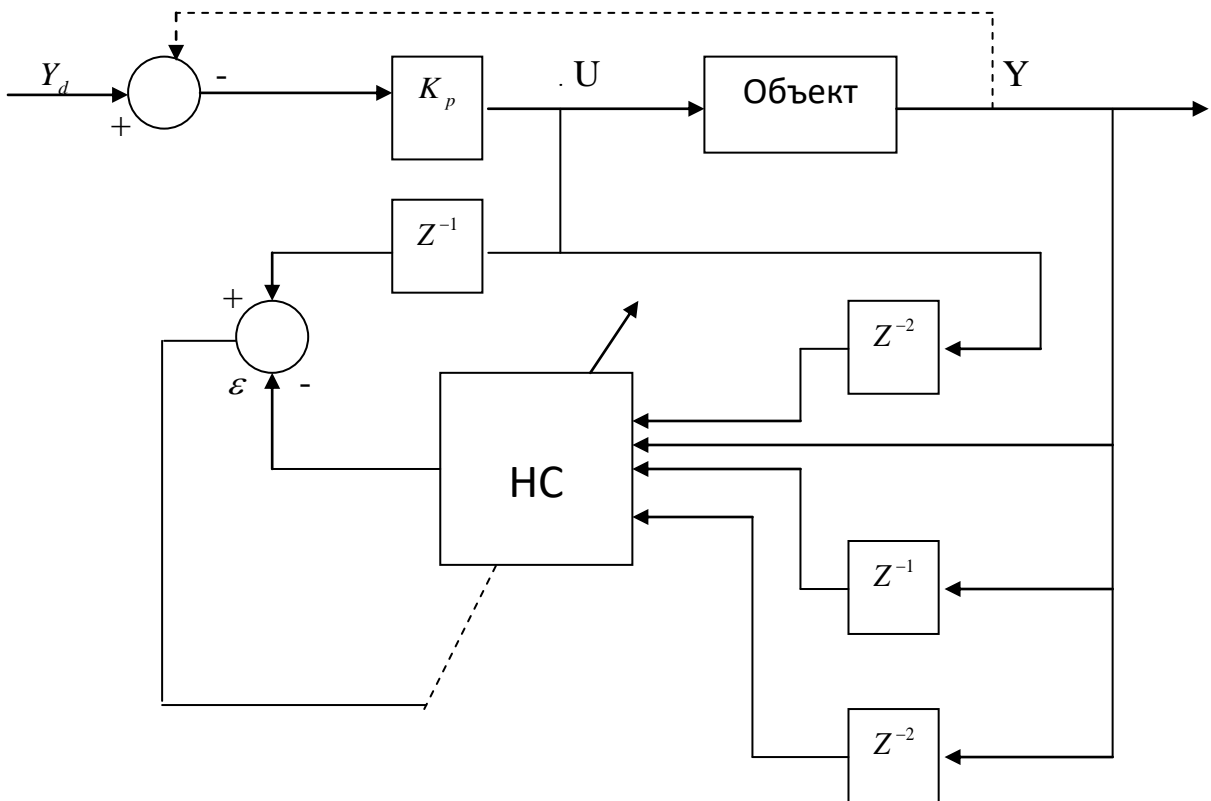 Y_d
+
-
K_p
. U
Объект
Y
Z^{-1}
+
ε
-
Z^{-2}
НС
Z^{-1}
Z^{-2}